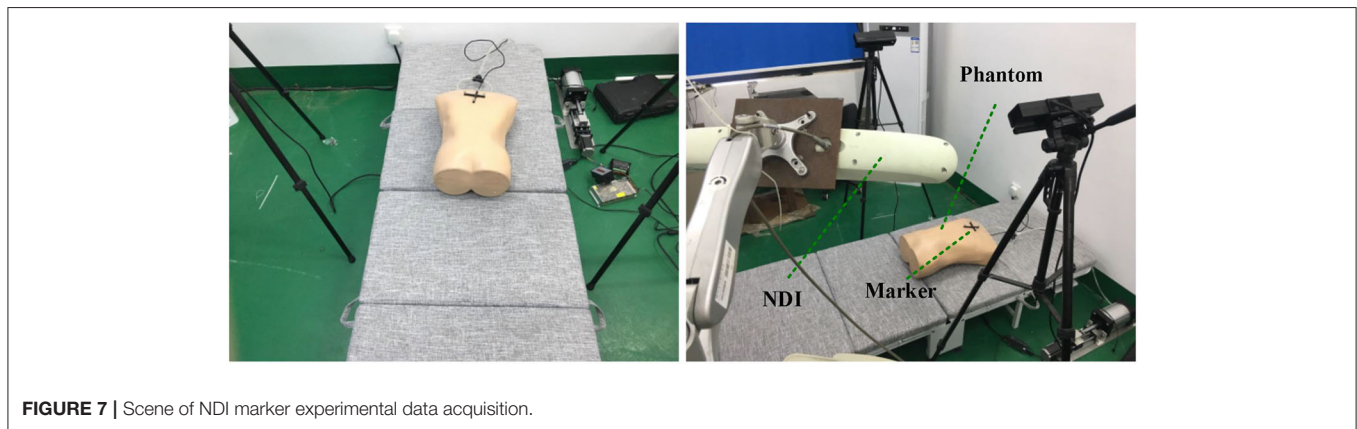 Phantom
NDI
Marker
FIGURE 7 | Scene of NDI marker experimental data acquisition.